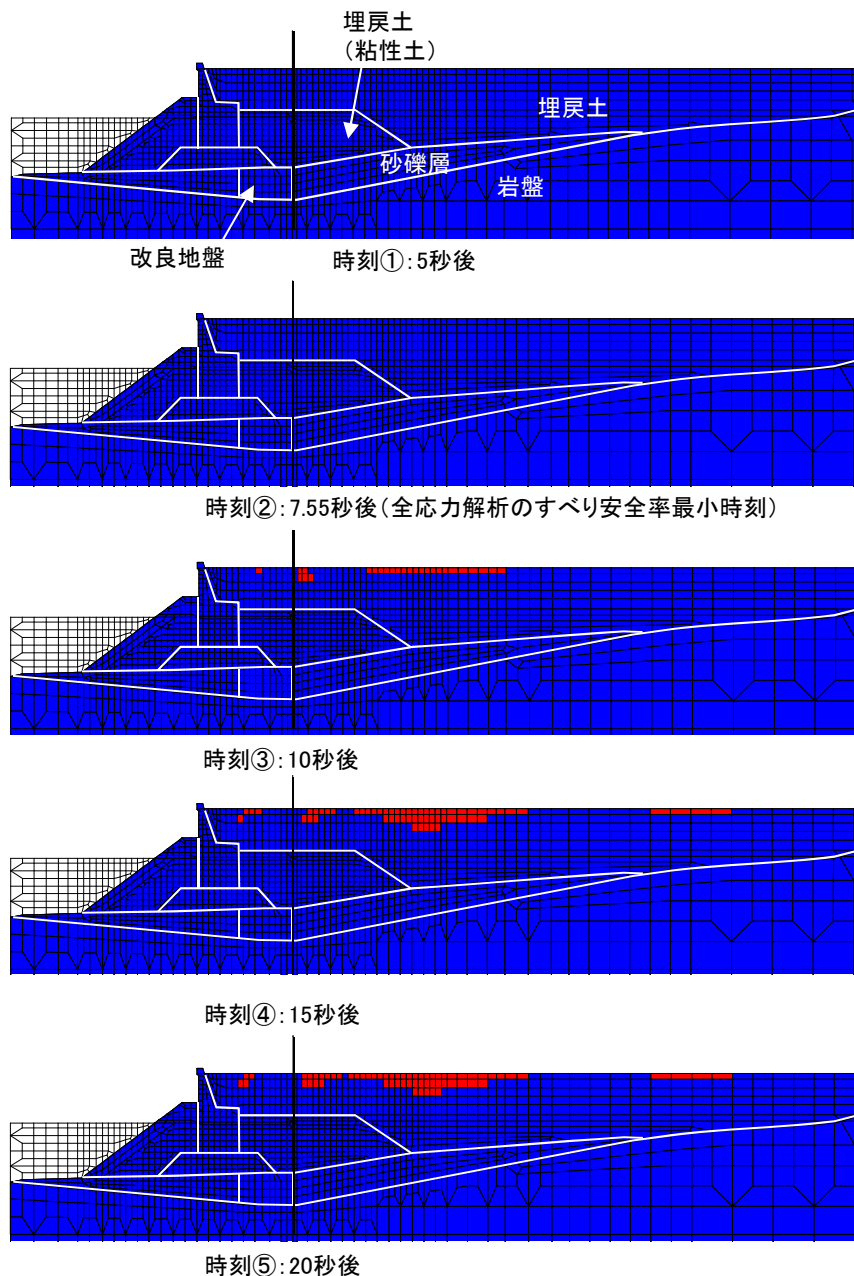 埋戻土
（粘性土）
埋戻土
砂礫層
岩盤
改良地盤
時刻①：5秒後
時刻②：7.55秒後（全応力解析のすべり安全率最小時刻）
時刻③：10秒後
時刻④：15秒後
時刻⑤：20秒後